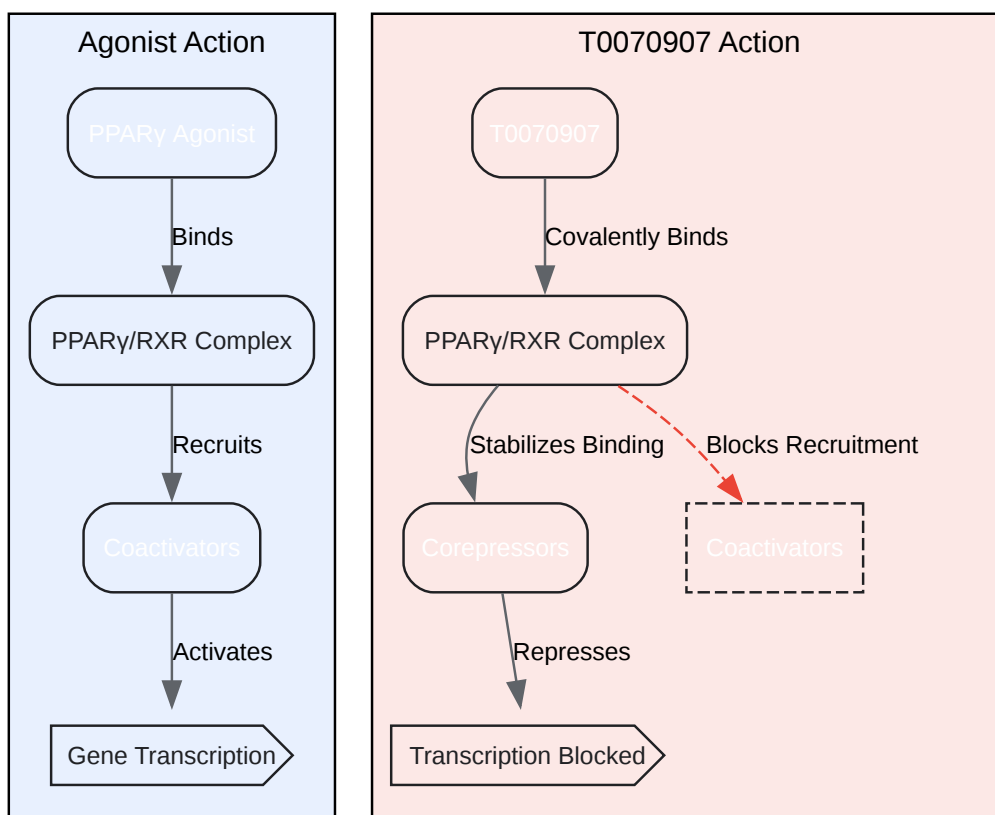 Agonist Action
PPARγ Agonist
Binds
PPARγ/RXR Complex
Recruits
Coactivators
Activates
Gene Transcription
T0070907 Action
T0070907
Covalently Binds
PPARγ/RXR Complex
Stabilizes Binding
Blocks Recruitment
Corepressors
Coactivators
Represses
Transcription Blocked